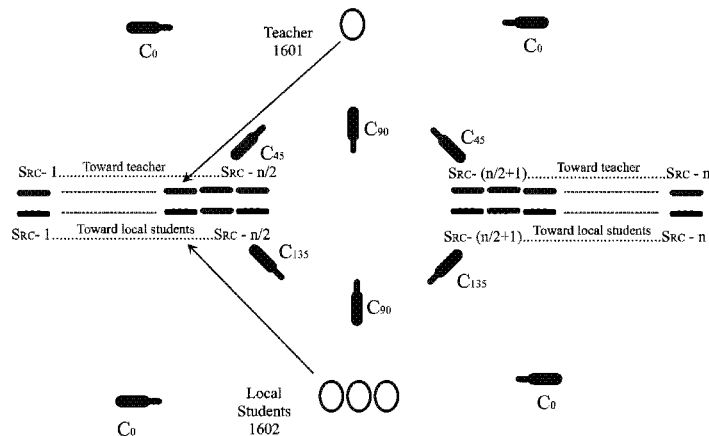 Teacher
1601
C0
C0
C90
C45
C45
SRC- 1 Toward teacher SRC - n/2
SRC- (n/2+1) Toward teacher SRC - n
SRC- 1 Toward local students SRC - n/2
SRC- (n/2+1) Toward local students SRC - n
C135
C135
C90
Local
Students
1602
C0
C0